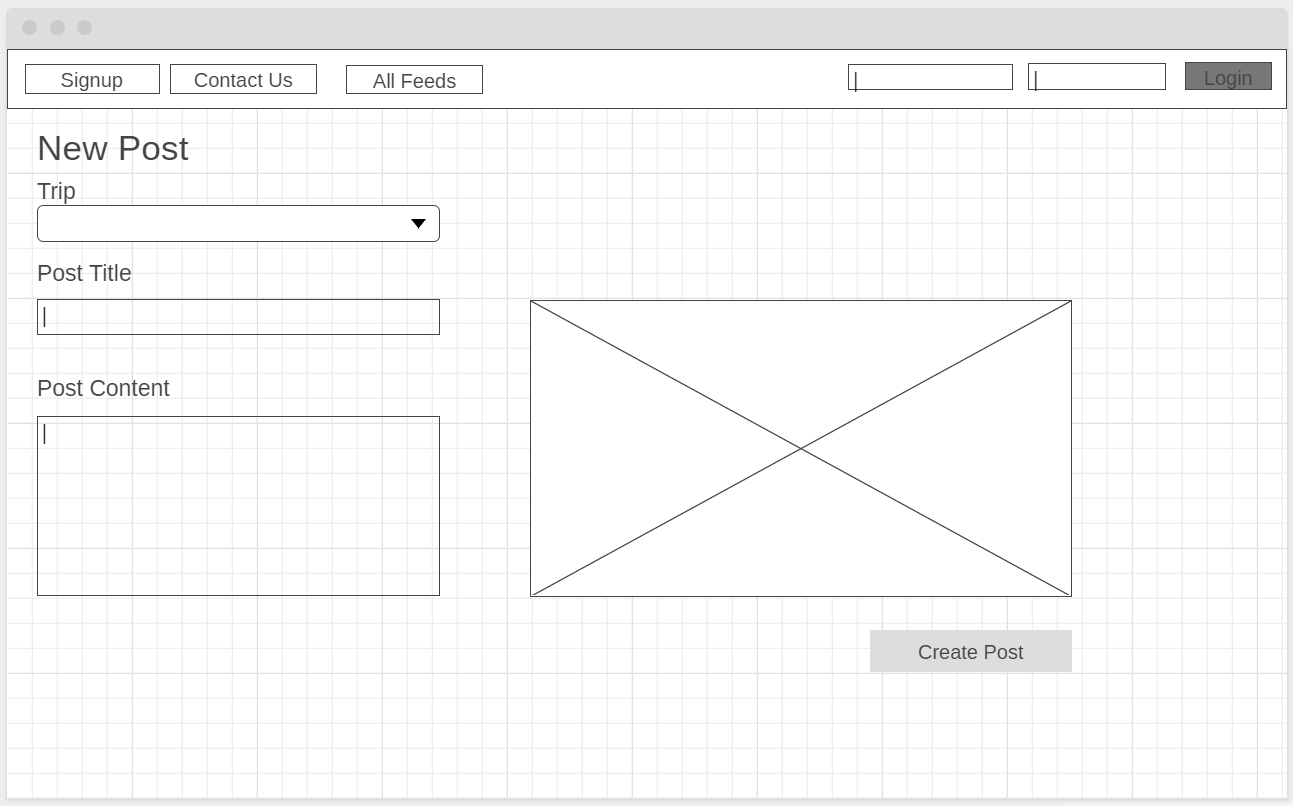 Signup
Contact Us
All Feeds
Login
New Post
Trip
Post Title
Post Content
Create Post